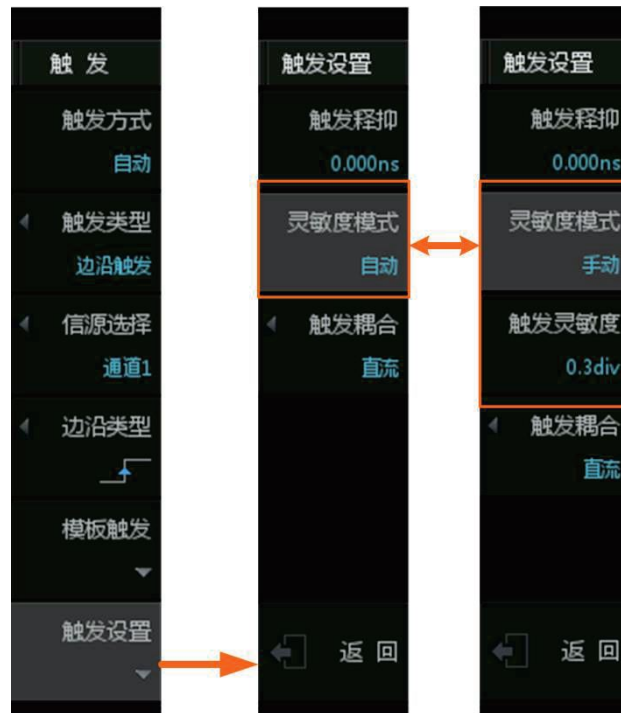 触 发
触发方式
自动
触发类型
边沿触发
信源选择
通道1
边沿类型
模板触发
触发设置
触发设置
触发释抑
0.000ns
灵敏度模式
自动
触发耦合
直流
返 回
触发设置
触发释抑
0.000ns
灵敏度模式
手动
触发灵敏度
0.3div
触发耦合
直流
返 回